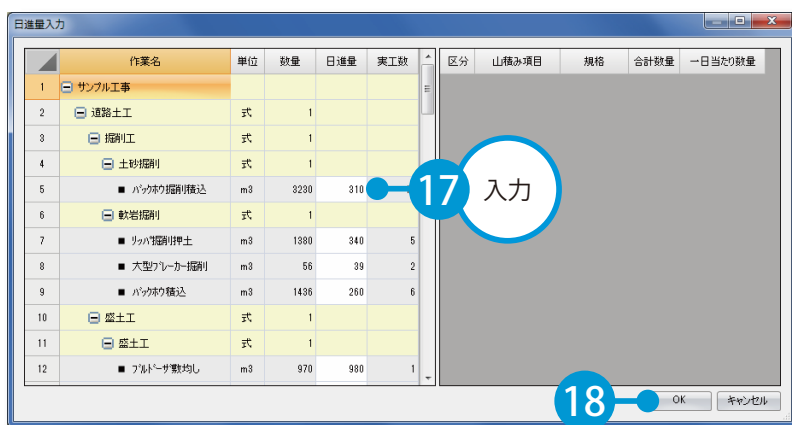 日進量入力
作業名 単位 数量 日進量 実工数 区分 山積み項目 規格 合計数量 一日当たり数量
1 サンプル工事
2 道路土工 式 1
3 掘削工 式 1
4 土砂掘削 式 1
5 ■ バックホウ掘削積込 m3 3230 310
17 入力
6 軟岩掘削 式 1
7 ■ リッパ掘削押土 m3 1380 340 5
8 ■ 大型ブレーカー掘削 m3 56 39 2
9 ■ バックホウ積込 m3 1436 260 6
10 盛土工 式 1
11 盛土工 式 1
12 ■ ブルドーザ敷均し m3 970 980 1
18 OK キャンセル